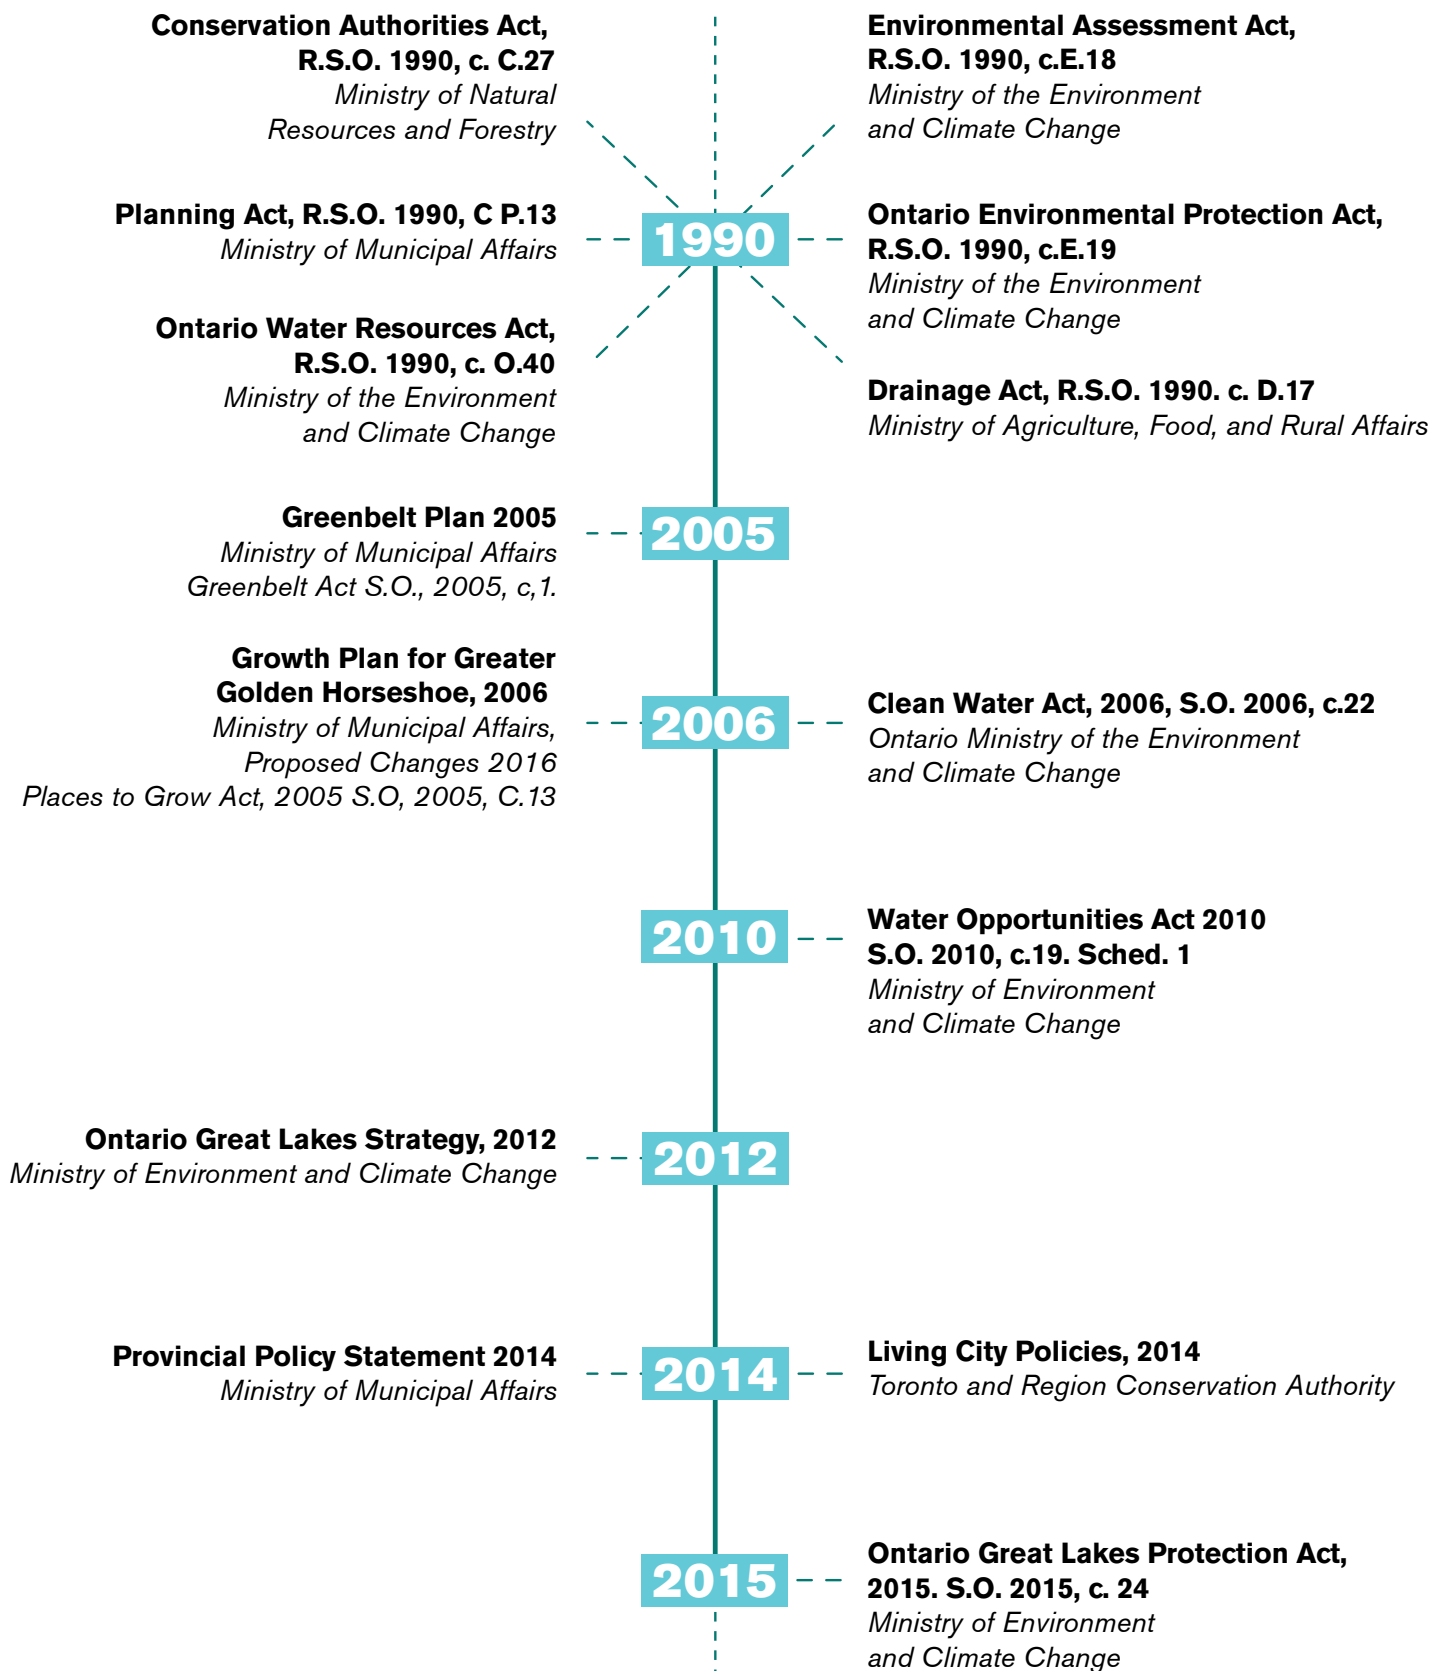 Conservation Authorities Act,
R.S.O. 1990, c. C.27
Ministry of Natural
Resources and Forestry
Environmental Assessment Act,
R.S.O. 1990, c.E.18
Ministry of the Environment
and Climate Change
Planning Act, R.S.O. 1990, C P.13
Ministry of Municipal Affairs
1990
Ontario Environmental Protection Act,
R.S.O. 1990, c.E.19
Ministry of the Environment
and Climate Change
Ontario Water Resources Act,
R.S.O. 1990, c. O.40
Ministry of the Environment
and Climate Change
Drainage Act, R.S.O. 1990. c. D.17
Ministry of Agriculture, Food, and Rural Affairs
Greenbelt Plan 2005
Ministry of Municipal Affairs
Greenbelt Act S.O., 2005, c,1.
2005
Growth Plan for Greater
Golden Horseshoe, 2006
Ministry of Municipal Affairs,
Proposed Changes 2016
Places to Grow Act, 2005 S.O, 2005, C.13
2006
Clean Water Act, 2006, S.O. 2006, c.22
Ontario Ministry of the Environment
and Climate Change
2010
Water Opportunities Act 2010
S.O. 2010, c.19. Sched. 1
Ministry of Environment
and Climate Change
Ontario Great Lakes Strategy, 2012
Ministry of Environment and Climate Change
2012
Provincial Policy Statement 2014
Ministry of Municipal Affairs
2014
Living City Policies, 2014
Toronto and Region Conservation Authority
2015
Ontario Great Lakes Protection Act,
2015. S.O. 2015, c. 24
Ministry of Environment
and Climate Change